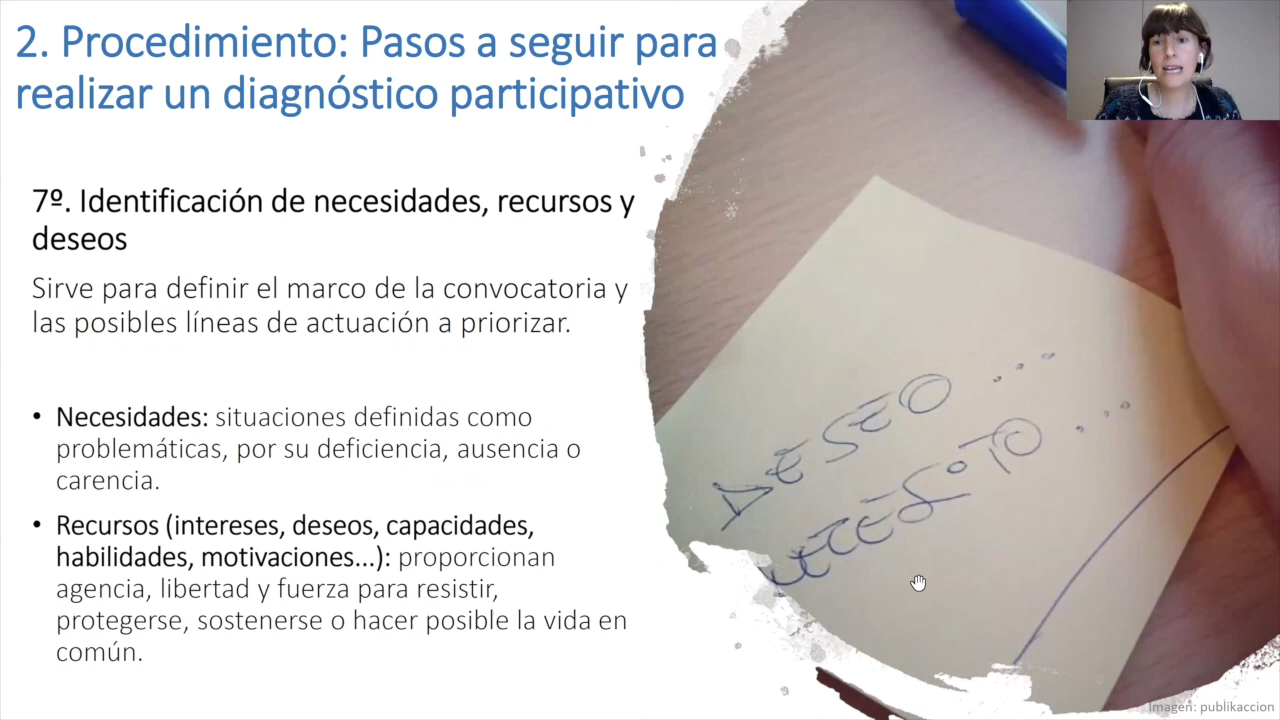 2. Procedimiento: Pasos a seguir para
realizar un diagnóstico participativo
7º. Identificación de necesidades, recursos y
deseos
Sirve para definir el marco de la convocatoria y
las posibles líneas de actuación a priorizar.
• Necesidades: situaciones definidas como
problemáticas, por su deficiencia, ausencia o
carencia.
• Recursos (intereses, deseos, capacidades,
habilidades, motivaciones...): proporcionan
agencia, libertad y fuerza para resistir,
protegerse, sostenerse o hacer posible la vida en
común.
DESEO ...
NECESITO ...
Imagen: publikaccion